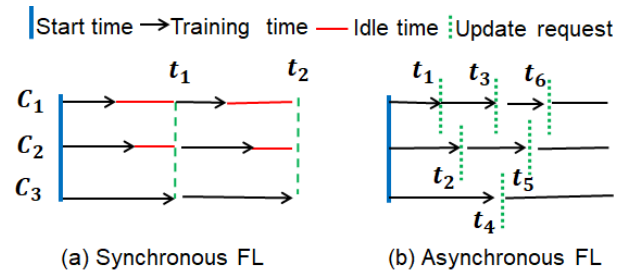 Start time Training time Idle time Update request
t₁ t₂ t₁ t₃ t₆
C₁
C₂
t₂ t₅
C₃
t₄
(a) Synchronous FL (b) Asynchronous FL